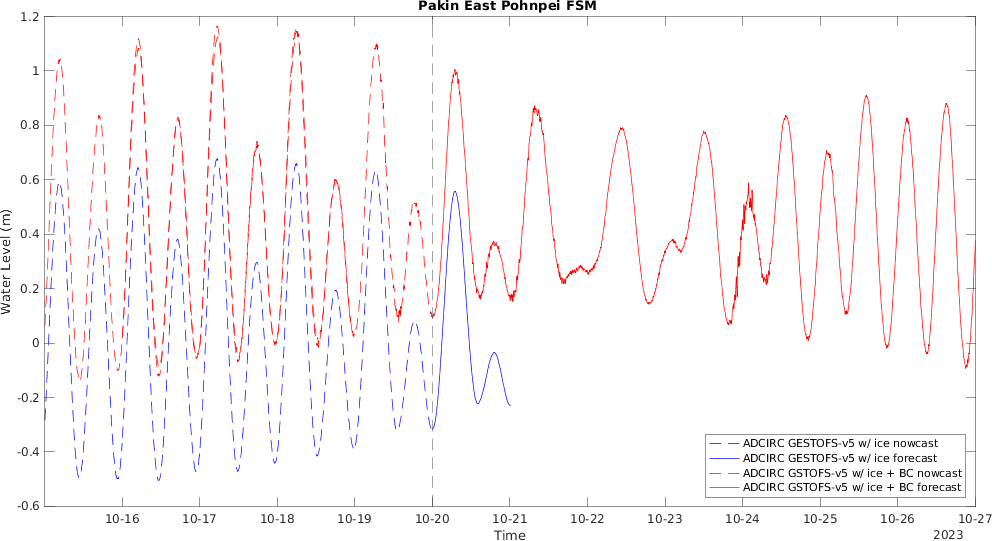 Pakin East Pohnpei FSM
Water Level (m)
1.2
1
0.8
0.6
0.4
0.2
0
-0.2
-0.4
-0.6
ADCIRC GESTOFS-v5 w/ ice nowcast
ADCIRC GESTOFS-v5 w/ ice forecast
ADCIRC GSTOFS-v5 w/ ice + BC nowcast
ADCIRC GSTOFS-v5 w/ ice + BC forecast
10-16 10-17 10-18 10-19 10-20 10-21 10-22 10-23 10-24 10-25 10-26 10-27
Time
2023